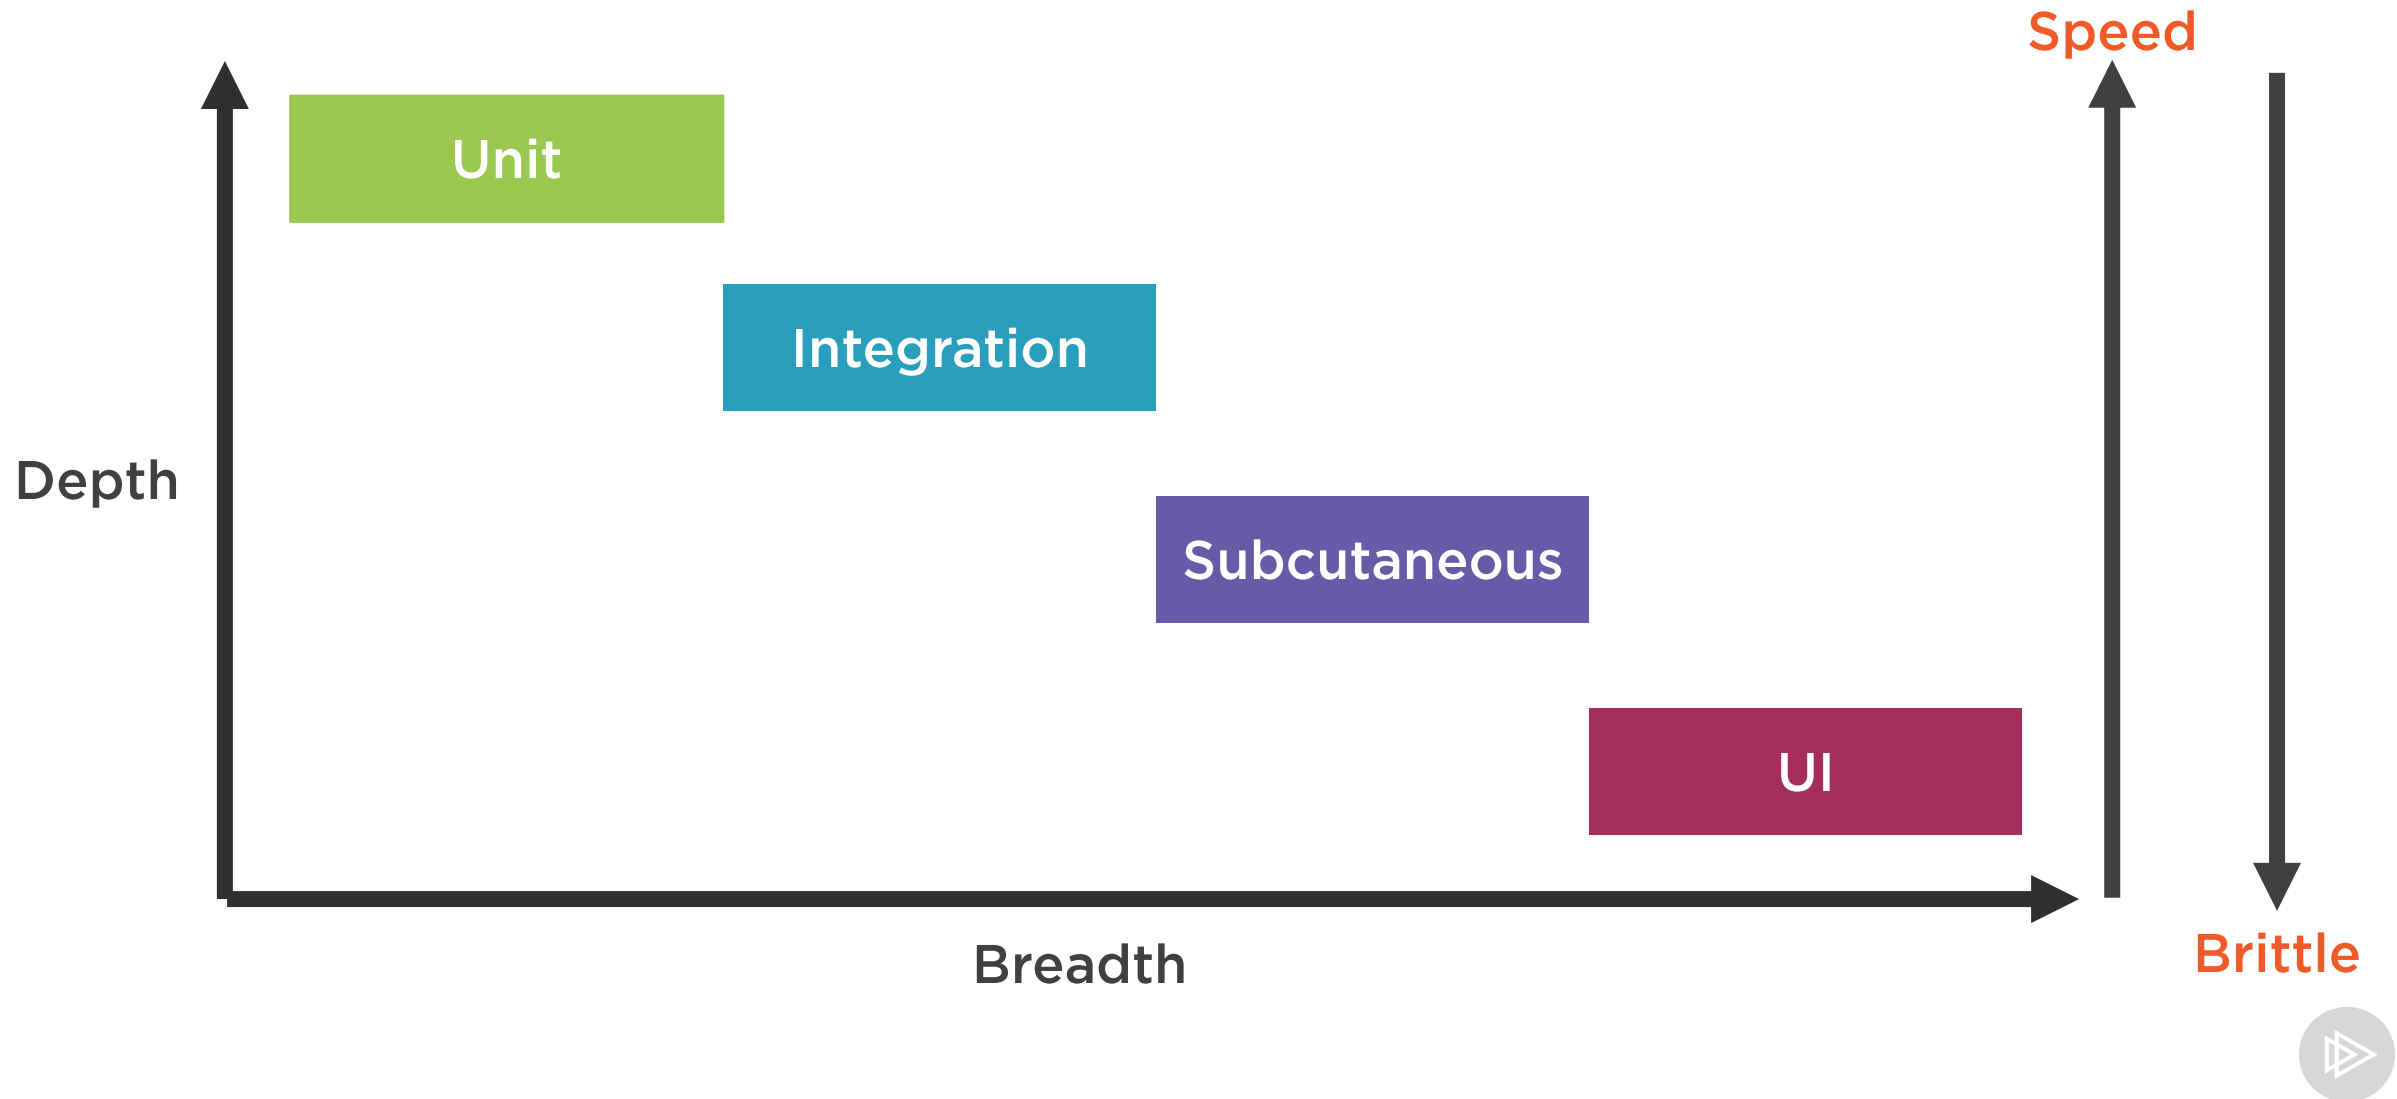 Speed
Unit
Integration
Depth
Subcutaneous
UI
Breadth
Brittle